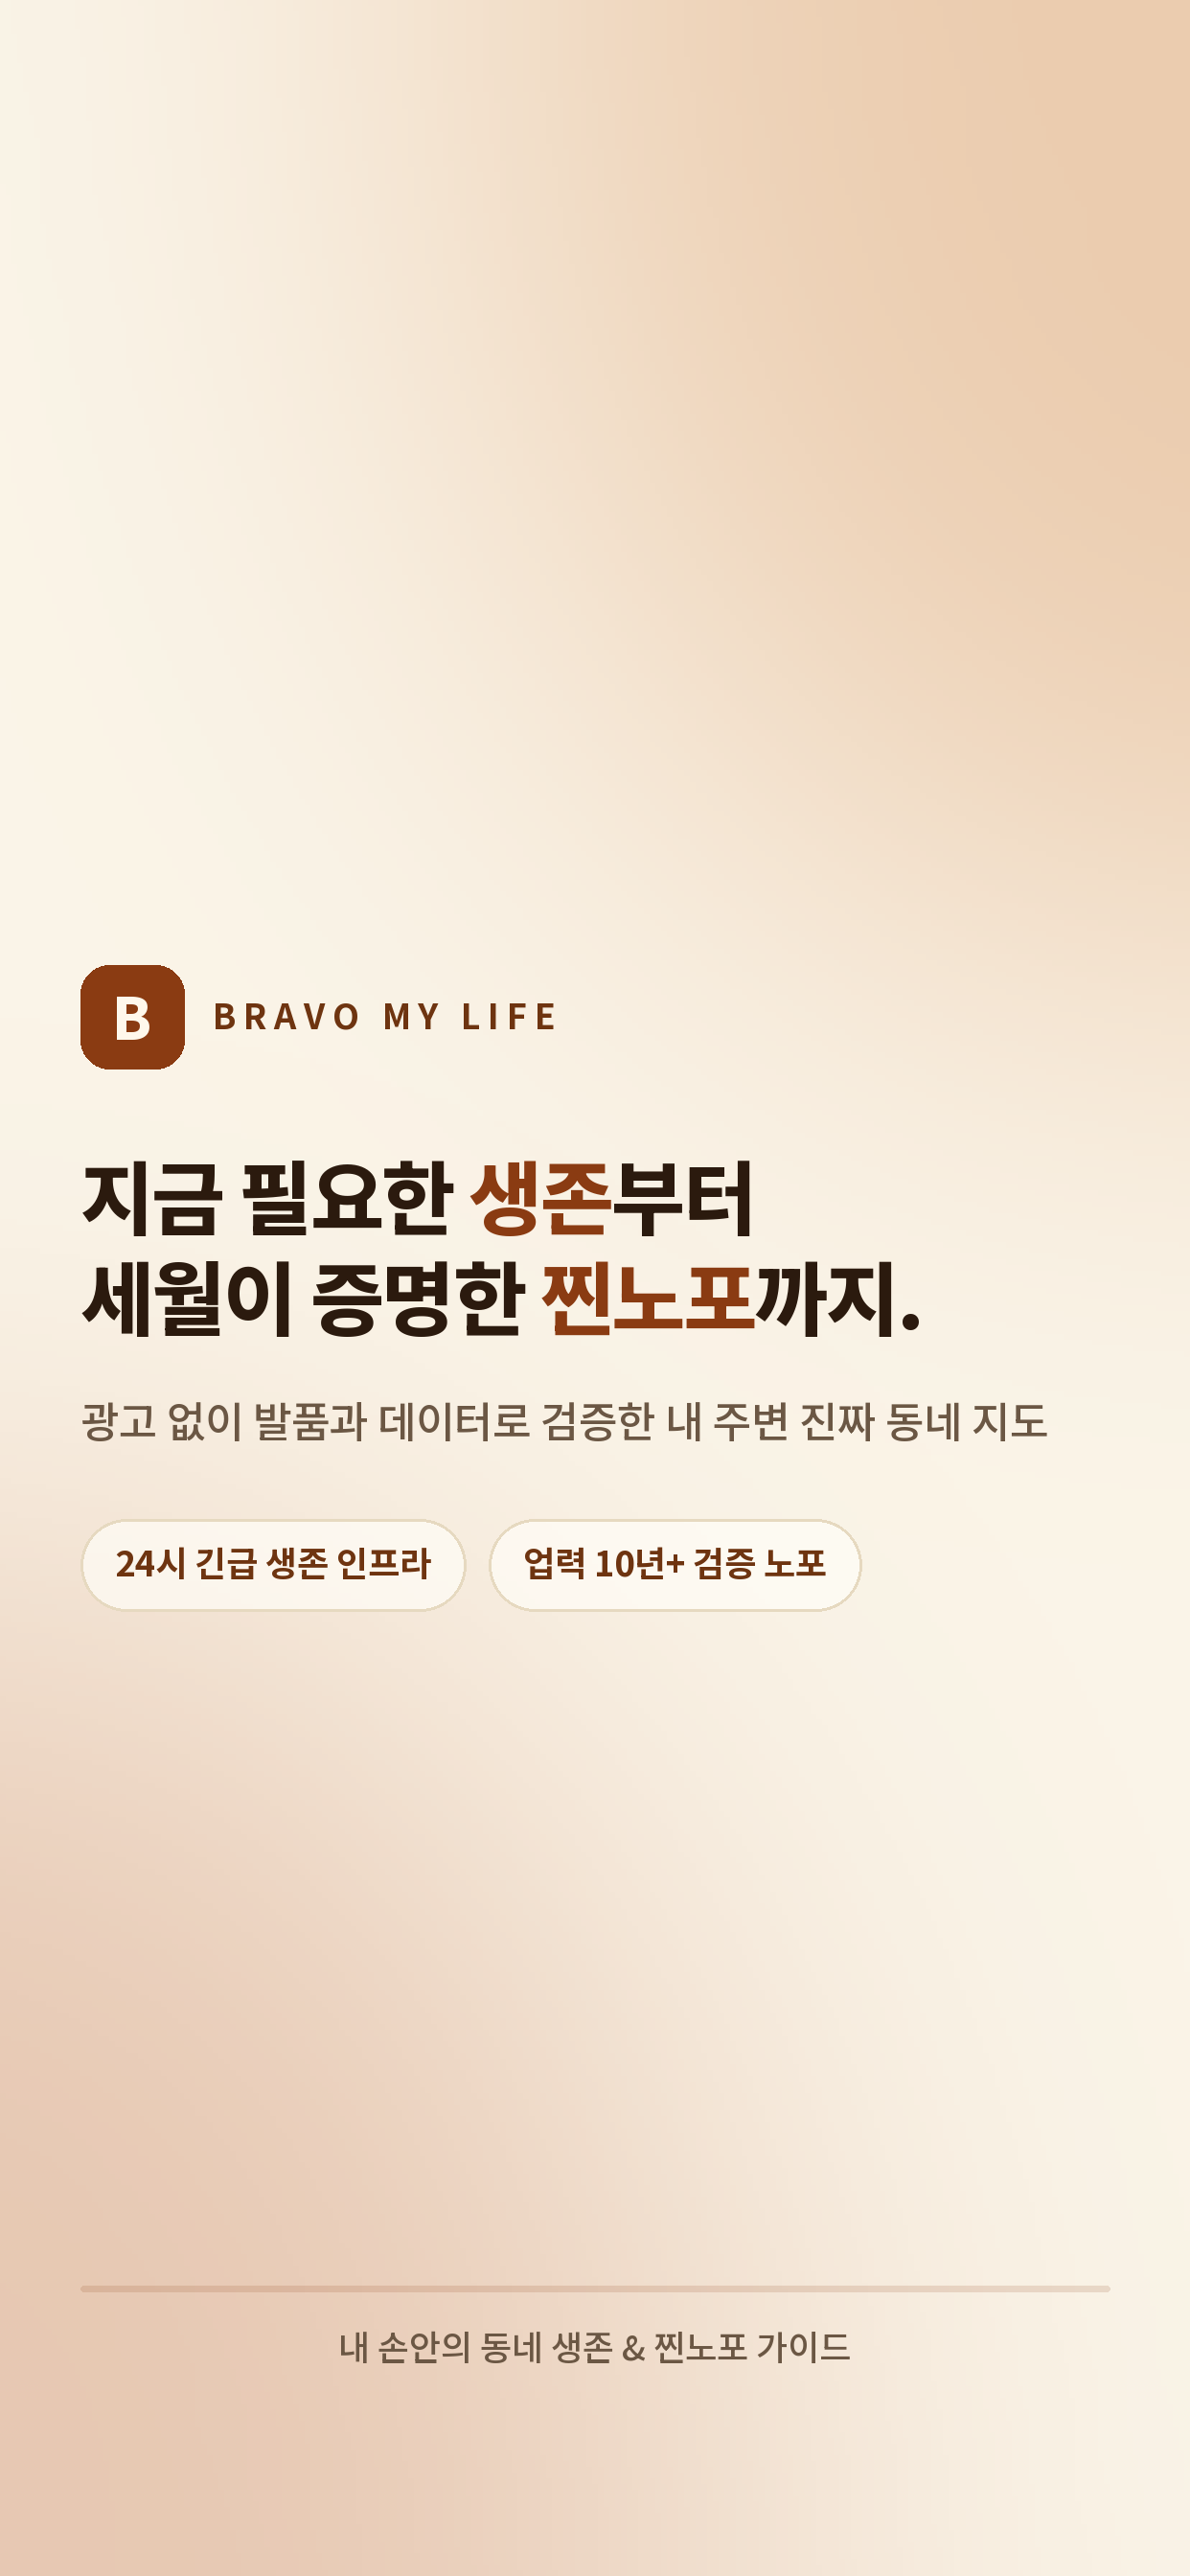 B
BRAVO MY LIFE
지금 필요한 생존부터
세월이 증명한 찐노포까지.
광고 없이 발품과 데이터로 검증한 내 주변 진짜 동네 지도
24시 긴급 생존 인프라
업력 10년+ 검증 노포
내 손안의 동네 생존 & 찐노포 가이드